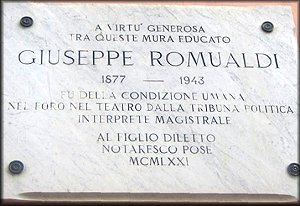 A VIRTU' GENEROSA
TRA QUESTE MURA EDUCATO
GIUSEPPE ROMUALDI
1877 — 1943
FU DELLA CONDIZIONE UMANA
NEL FORO NEL TEATRO DALLA TRIBUNA POLITICA
INTERPRETE MAGISTRALE
AL FIGLIO DILETTO
NOTARESCO POSE
MCMLXXI